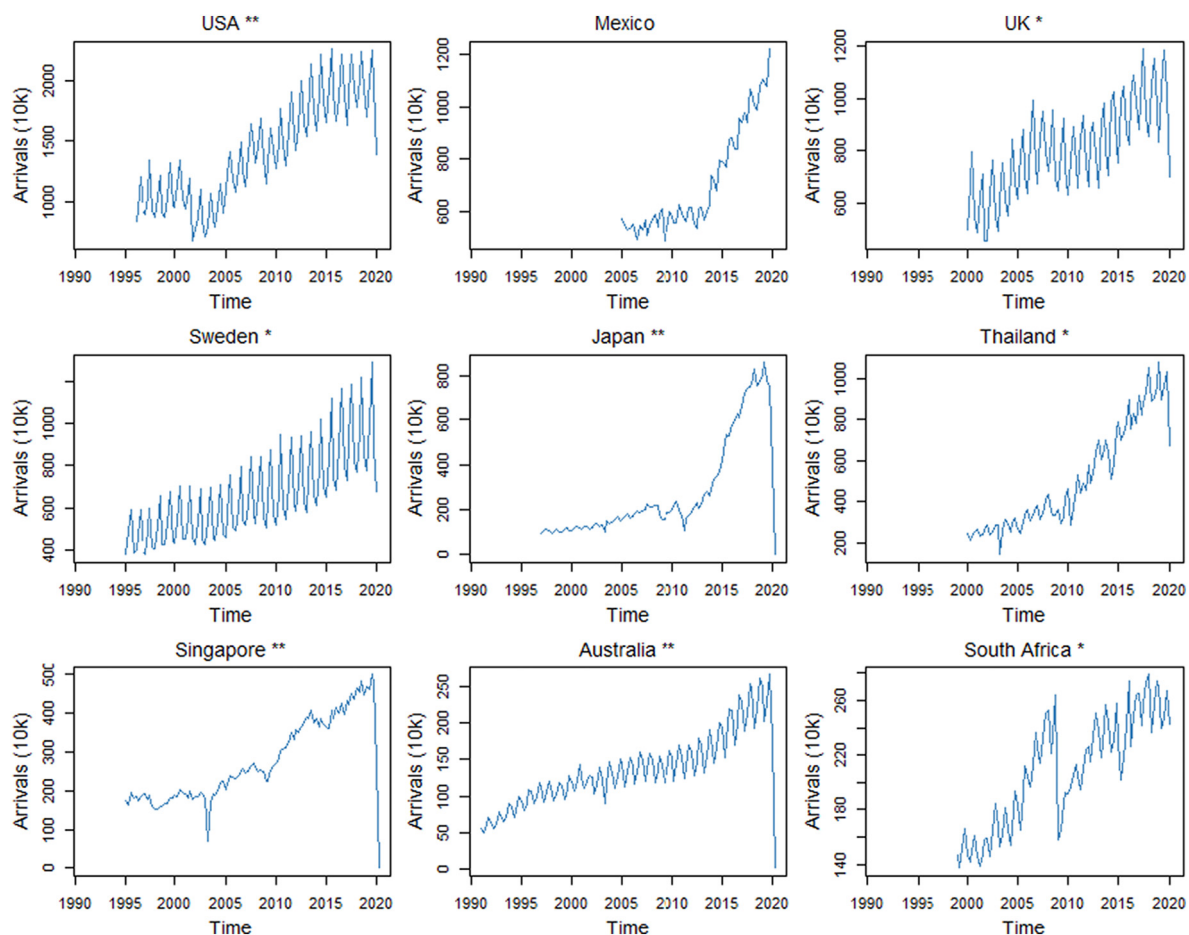 USA **
Arrivals (10k)
1000 1500 2000
1990 1995 2000 2005 2010 2015 2020
Time
Mexico
Arrivals (10k)
600 800 1000 1200
1990 1995 2000 2005 2010 2015 2020
Time
UK *
Arrivals (10k)
600 800 1000 1200
1990 1995 2000 2005 2010 2015 2020
Time
Sweden *
Arrivals (10k)
400 600 800 1000
1990 1995 2000 2005 2010 2015 2020
Time
Japan **
Arrivals (10k)
0 200 400 600 800
1990 1995 2000 2005 2010 2015 2020
Time
Thailand *
Arrivals (10k)
200 400 600 800 1000
1990 1995 2000 2005 2010 2015 2020
Time
Singapore **
Arrivals (10k)
0 100 200 300 400 500
1990 1995 2000 2005 2010 2015 2020
Time
Australia **
Arrivals (10k)
0 50 100 150 200 250
1990 1995 2000 2005 2010 2015 2020
Time
South Africa *
Arrivals (10k)
140 180 220 260
1990 1995 2000 2005 2010 2015 2020
Time